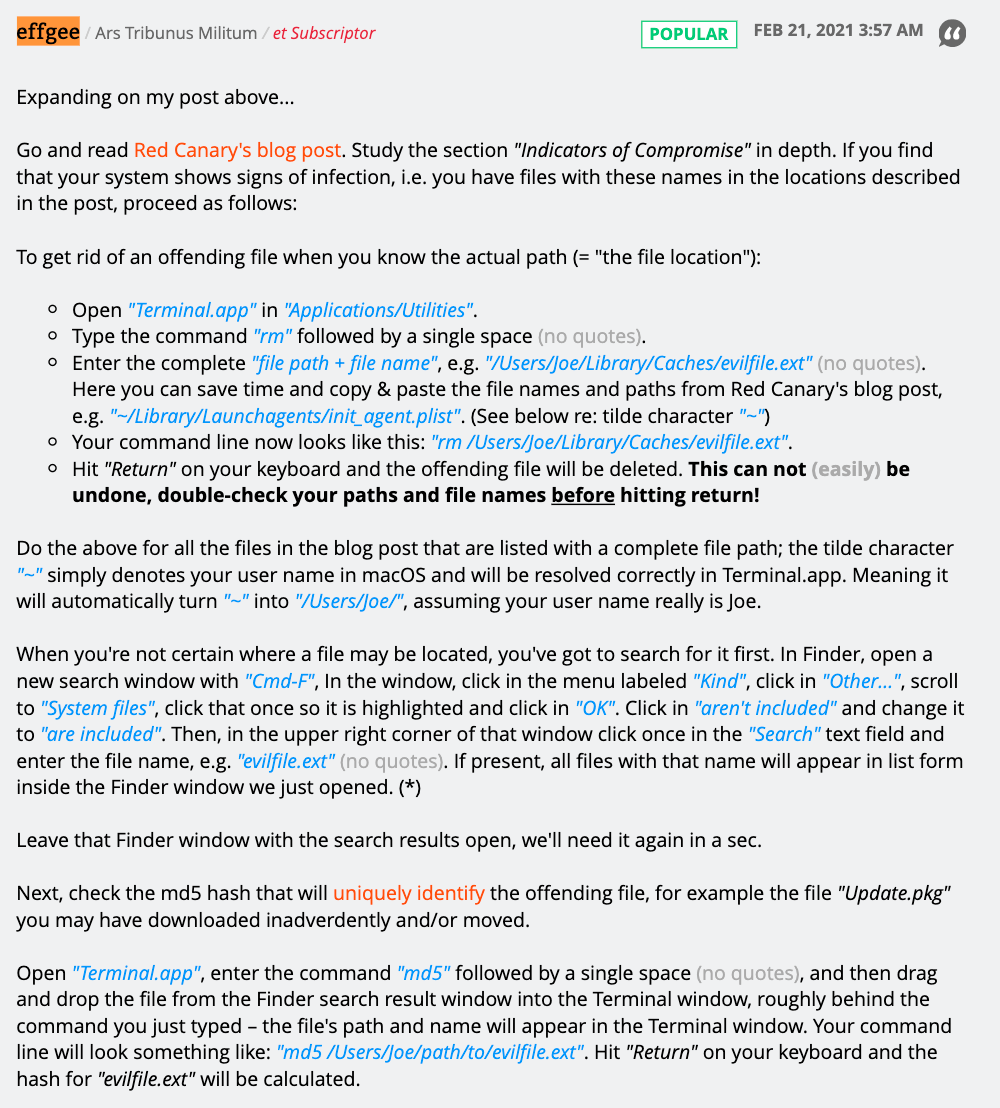 effgee / Ars Tribunus Militum / et Subscriptor POPULAR FEB 21, 2021 3:57 AM
Expanding on my post above...
Go and read Red Canary's blog post. Study the section "Indicators of Compromise" in depth. If you find
that your system shows signs of infection, i.e. you have files with these names in the locations described
in the post, proceed as follows:
To get rid of an offending file when you know the actual path (= "the file location"):
Open "Terminal.app" in "Applications/Utilities".
Type the command "rm" followed by a single space (no quotes).
Enter the complete "file path + file name", e.g. "/Users/Joe/Library/Caches/evilfile.ext" (no quotes).
Here you can save time and copy & paste the file names and paths from Red Canary's blog post,
e.g. "~/Library/Launchagents/init_agent.plist". (See below re: tilde character "~")
Your command line now looks like this: "rm /Users/Joe/Library/Caches/evilfile.ext".
Hit "Return" on your keyboard and the offending file will be deleted. This can not (easily) be
undone, double-check your paths and file names before hitting return!
Do the above for all the files in the blog post that are listed with a complete file path; the tilde character
"~" simply denotes your user name in macOS and will be resolved correctly in Terminal.app. Meaning it
will automatically turn "~" into "/Users/Joe/", assuming your user name really is Joe.
When you're not certain where a file may be located, you've got to search for it first. In Finder, open a
new search window with "Cmd-F", In the window, click in the menu labeled "Kind", click in "Other...", scroll
to "System files", click that once so it is highlighted and click in "OK". Click in "aren't included" and change it
to "are included". Then, in the upper right corner of that window click once in the "Search" text field and
enter the file name, e.g. "evilfile.ext" (no quotes). If present, all files with that name will appear in list form
inside the Finder window we just opened. (*)
Leave that Finder window with the search results open, we'll need it again in a sec.
Next, check the md5 hash that will uniquely identify the offending file, for example the file "Update.pkg"
you may have downloaded inadverdently and/or moved.
Open "Terminal.app", enter the command "md5" followed by a single space (no quotes), and then drag
and drop the file from the Finder search result window into the Terminal window, roughly behind the
command you just typed – the file's path and name will appear in the Terminal window. Your command
line will look something like: "md5 /Users/Joe/path/to/evilfile.ext". Hit "Return" on your keyboard and the
hash for "evilfile.ext" will be calculated.